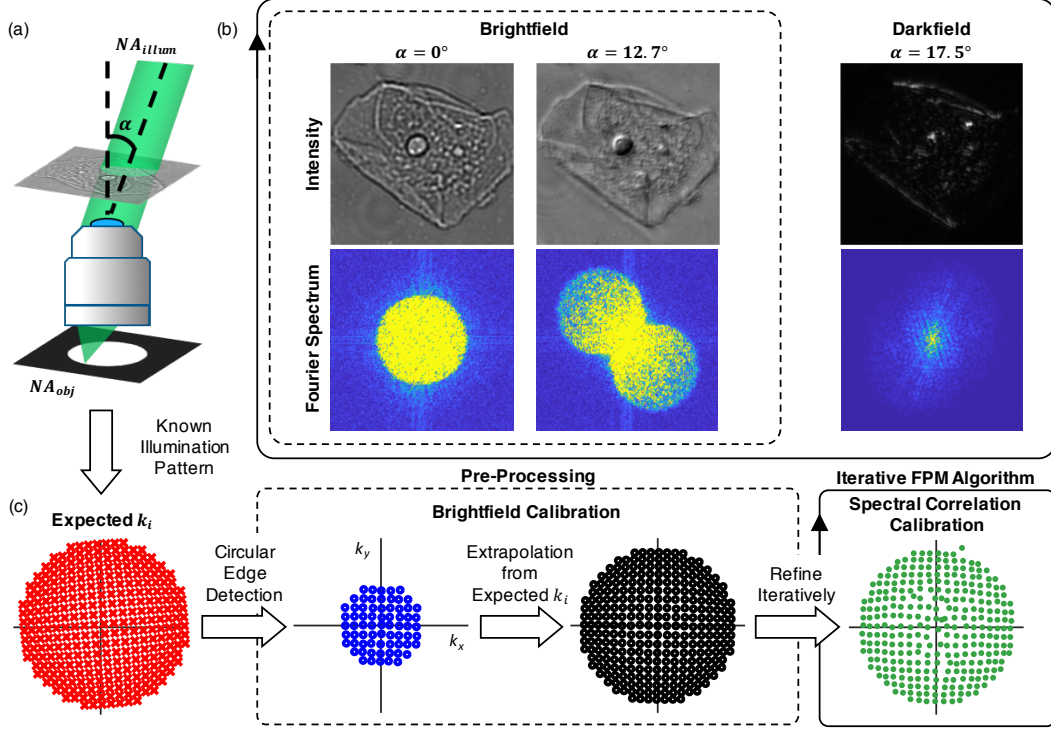 (a)
NA_illum
α
NA_obj
(b)
Brightfield
α = 0°
α = 12.7°
Darkfield
α = 17.5°
Intensity
Fourier Spectrum
Known
Illumination
Pattern
(c)
Expected k_i
Circular
Edge
Detection
Pre-Processing
Brightfield Calibration
k_y
k_x
Extrapolation
from
Expected k_i
Refine
Iteratively
Iterative FPM Algorithm
Spectral Correlation
Calibration